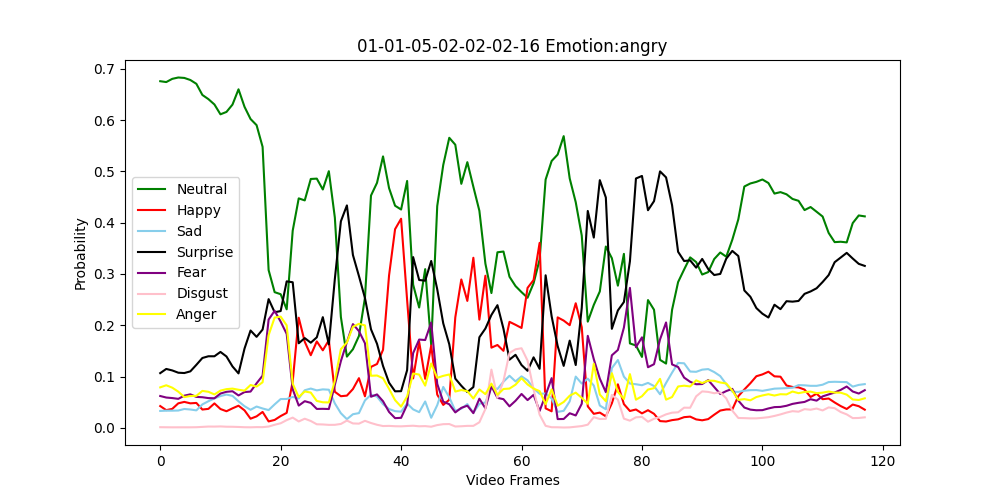 01-01-05-02-02-02-16 Emotion:angry
0.7
0.6
0.5
0.4
0.3
0.2
0.1
0.0
Probability
Neutral
Happy
Sad
Surprise
Fear
Disgust
Anger
0 20 40 60 80 100 120
Video Frames